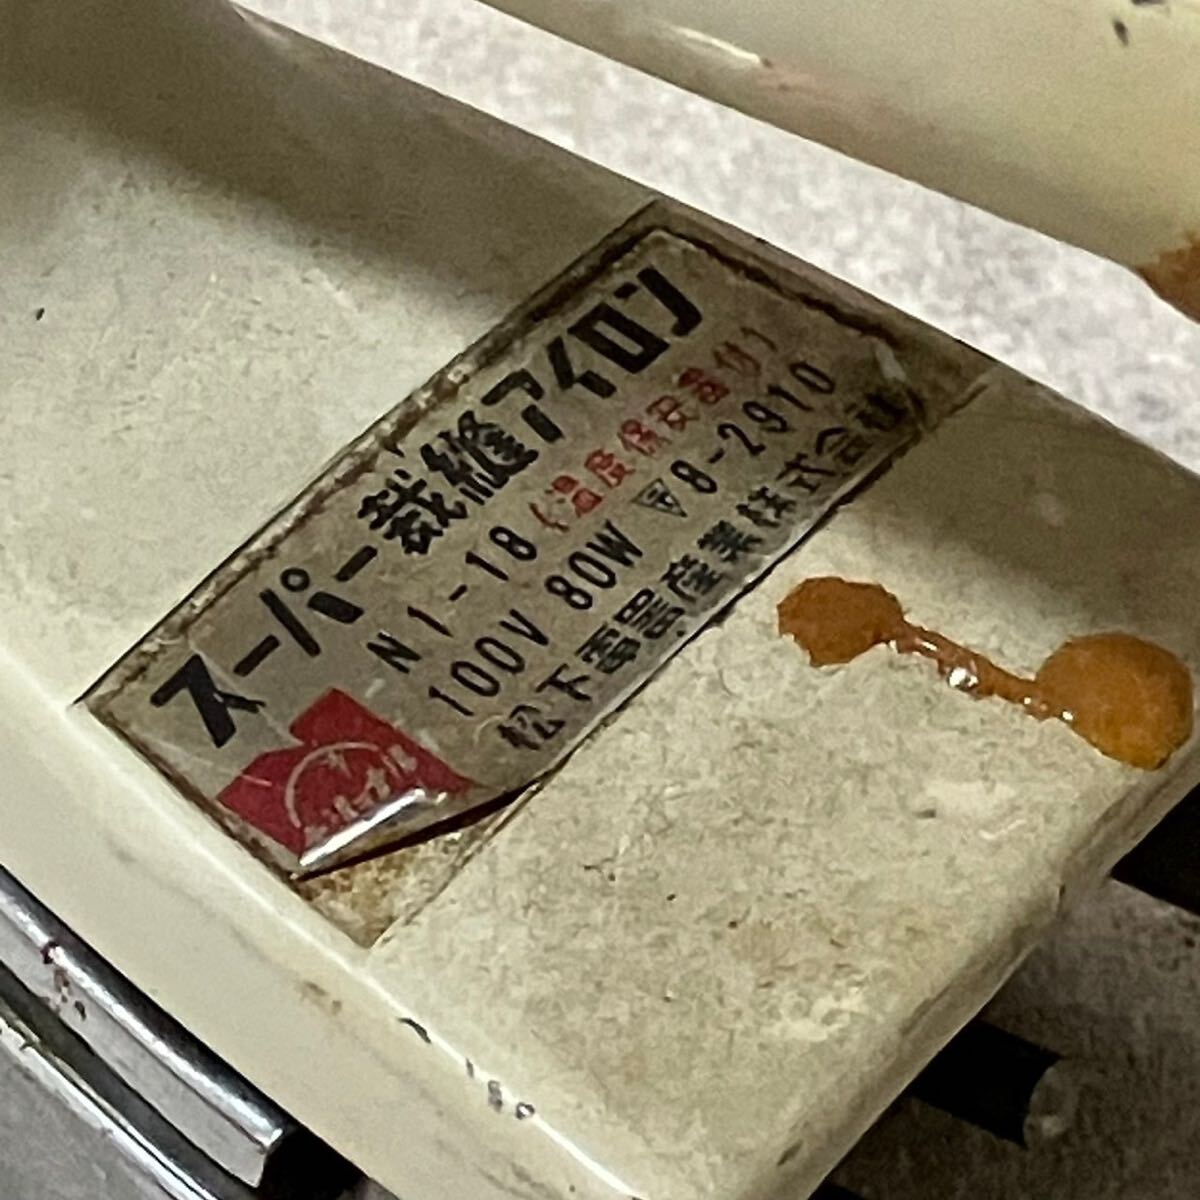 スーパー裁縫アイロン
N1-18（温度保安器付）
100V 80W 〒8-2910
松下電器産業株式会社
ナショナル